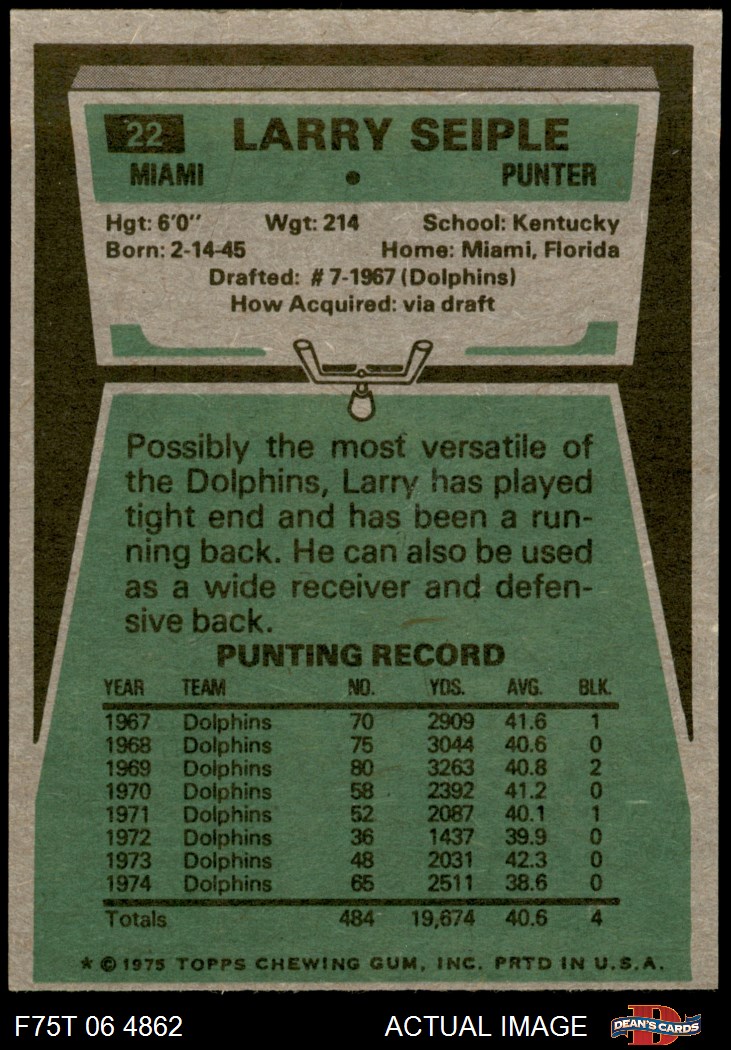 22 LARRY SEIPLE
MIAMI • PUNTER
Hgt: 6'0" Wgt: 214 School: Kentucky
Born: 2-14-45 Home: Miami, Florida
Drafted: #7-1967 (Dolphins)
How Acquired: via draft
Possibly the most versatile of
the Dolphins, Larry has played
tight end and has been a run-
ning back. He can also be used
as a wide receiver and defen-
sive back.
PUNTING RECORD
YEAR TEAM NO. YDS. AVG. BLK.
1967 Dolphins 70 2909 41.6 1
1968 Dolphins 75 3044 40.6 0
1969 Dolphins 80 3263 40.8 2
1970 Dolphins 58 2392 41.2 0
1971 Dolphins 52 2087 40.1 1
1972 Dolphins 36 1437 39.9 0
1973 Dolphins 48 2031 42.3 0
1974 Dolphins 65 2511 38.6 0
Totals 484 19,674 40.6 4
* © 1975 TOPPS CHEWING GUM, INC. PRTD IN U.S.A.
F75T 06 4862 ACTUAL IMAGE D DEAN'S CARDS